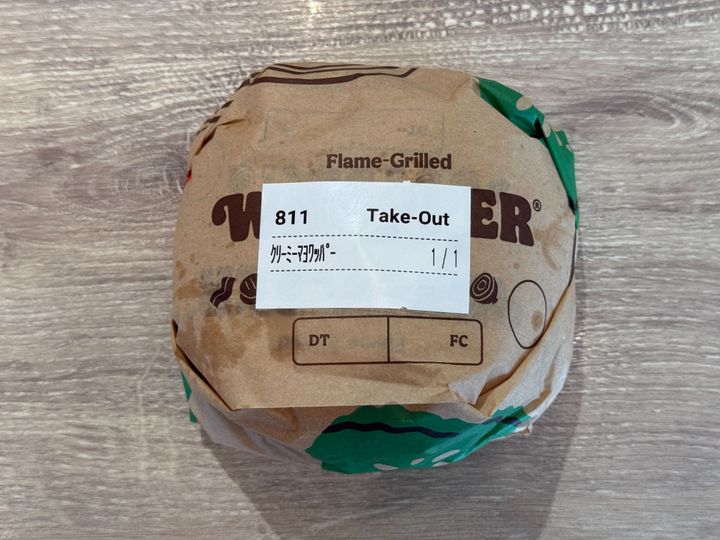 Flame-Grilled
W ER®
811 Take-Out
ｸﾘｰﾐｰﾏﾖﾜｯﾊﾟｰ 1/1
DT FC